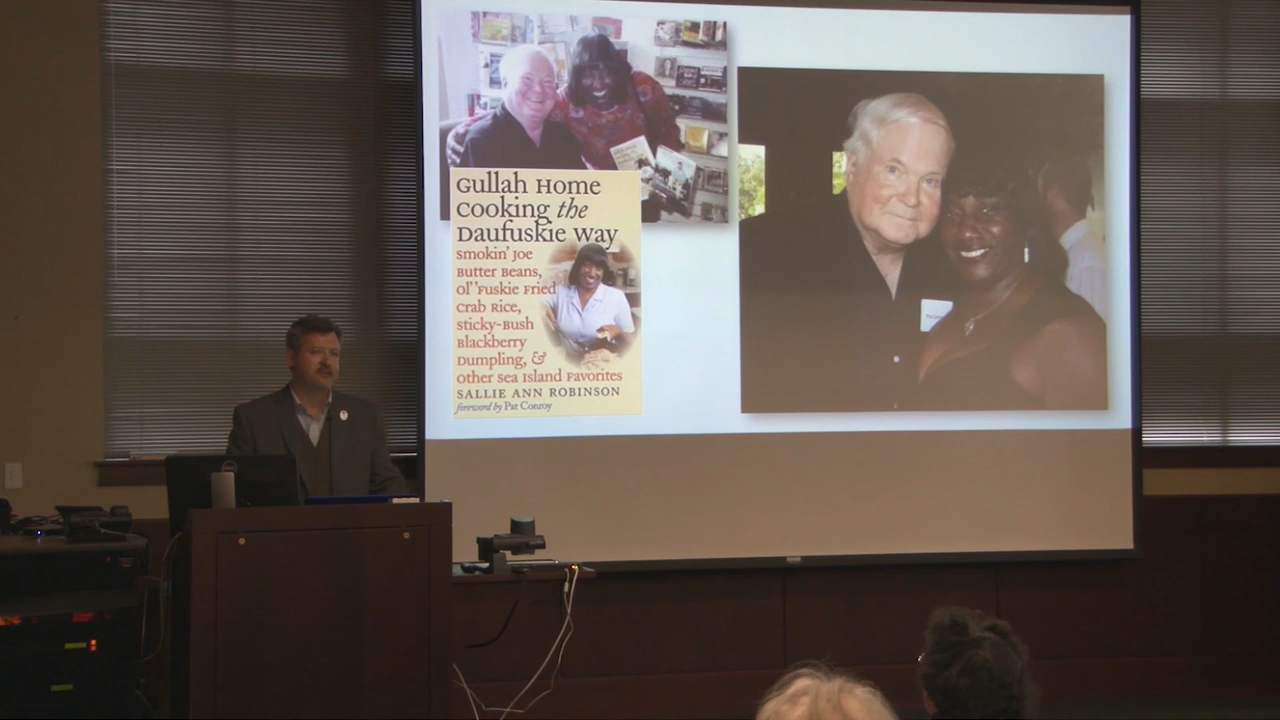 Gullah Home
Cooking the
Daufuskie Way
Smokin' Joe
Butter Beans,
Ol' 'Fuskie Fried
Crab Rice,
Sticky-Bush
Blackberry
Dumpling, &
Other Sea Island Favorites
SALLIE ANN ROBINSON
foreword by Pat Conroy